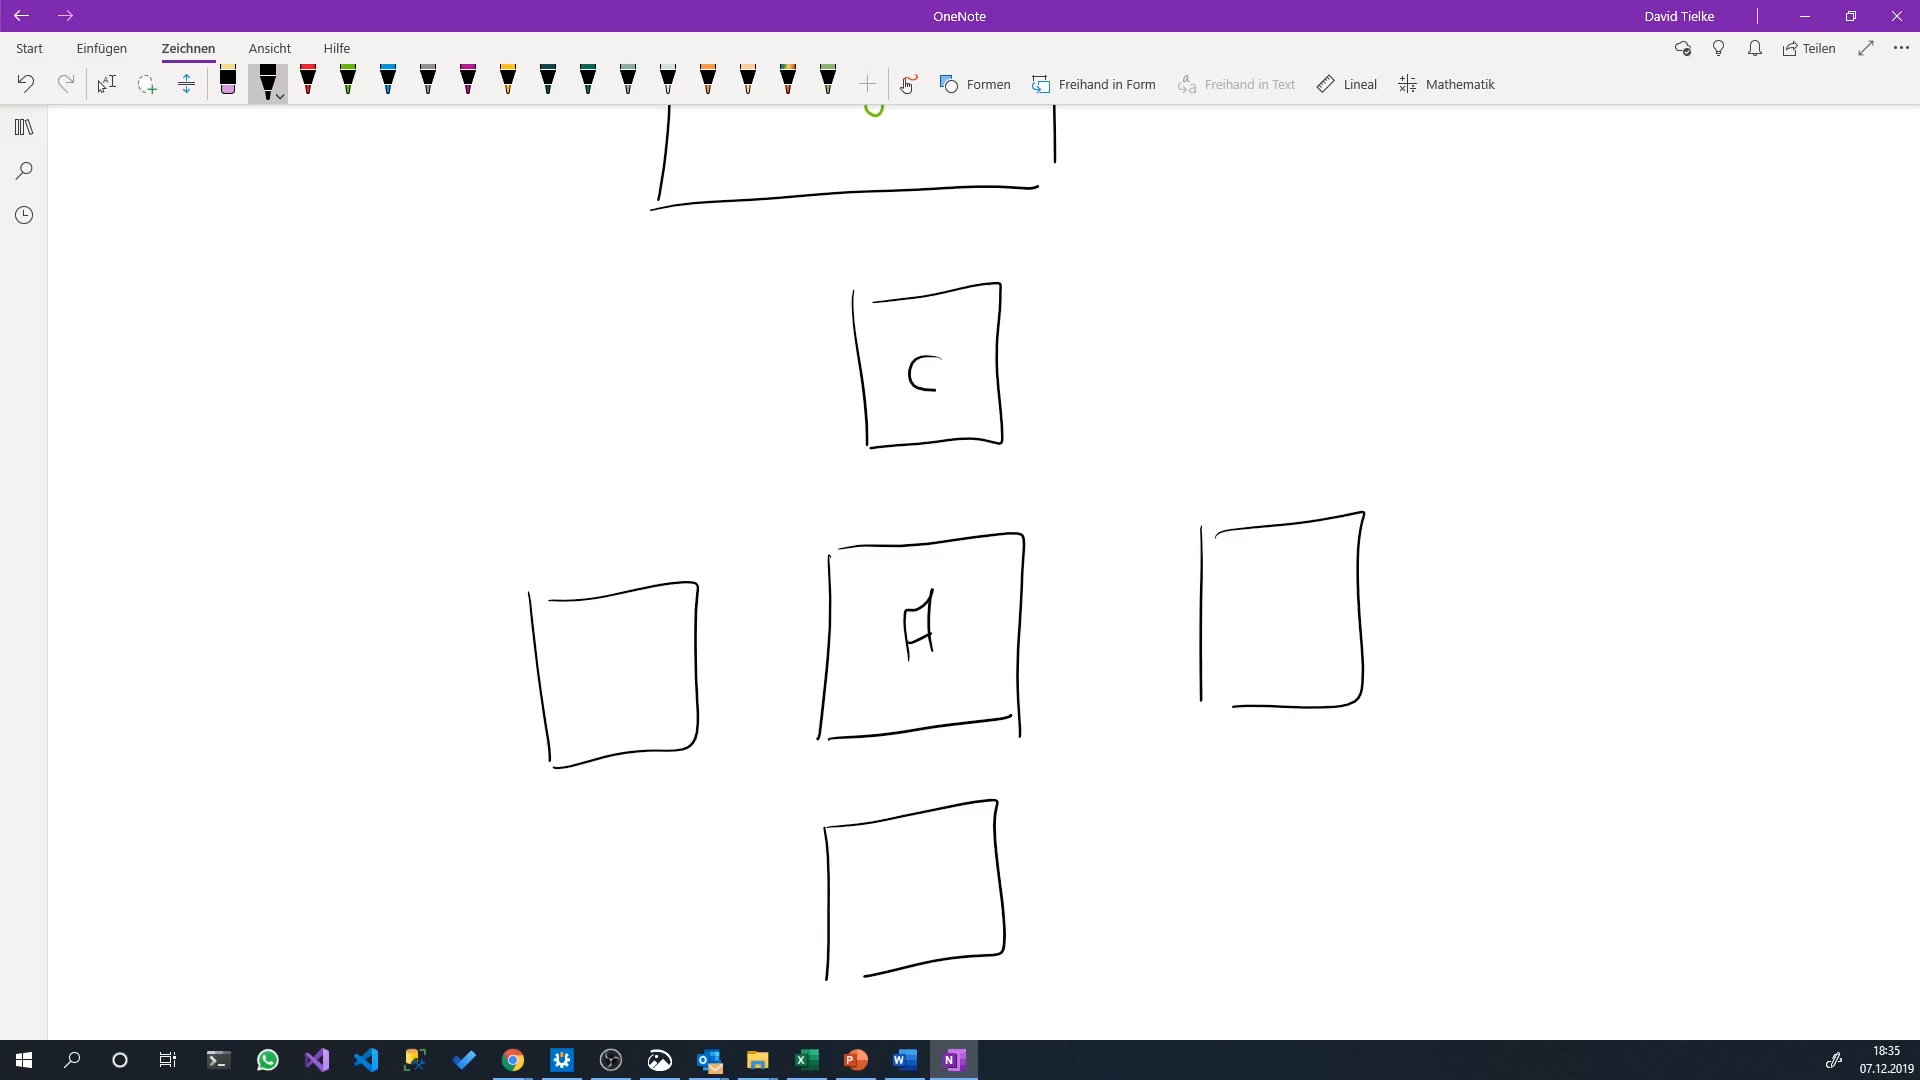 OneNote
David Tielke
Start Einfügen Zeichnen Ansicht Hilfe
Teilen
Formen Freihand in Form Freihand in Text Lineal Mathematik
C
A
18:35
07.12.2019